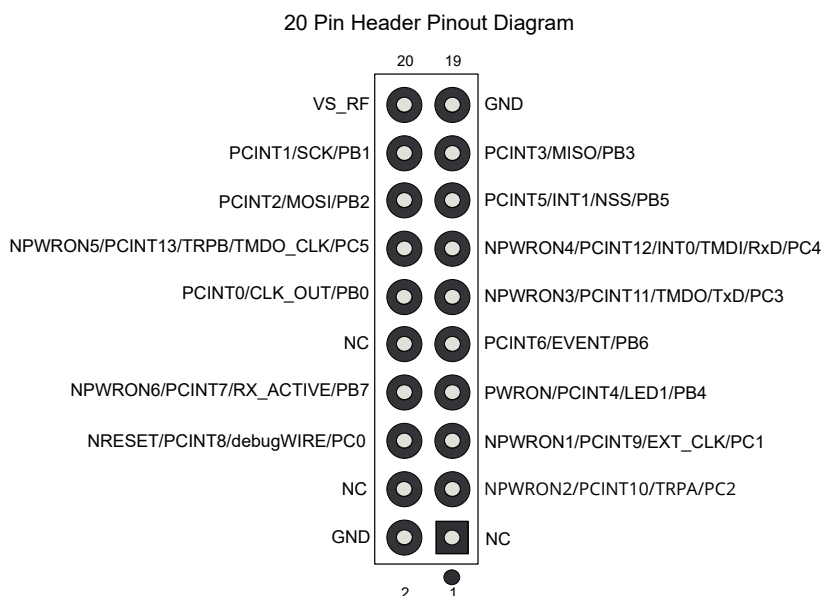 20 Pin Header Pinout Diagram
20 19
VS_RF GND
PCINT1/SCK/PB1 PCINT3/MISO/PB3
PCINT2/MOSI/PB2 PCINT5/INT1/NSS/PB5
NPWRON5/PCINT13/TRPB/TMDO_CLK/PC5 NPWRON4/PCINT12/INT0/TMDI/RxD/PC4
PCINT0/CLK_OUT/PB0 NPWRON3/PCINT11/TMDO/TxD/PC3
NC PCINT6/EVENT/PB6
NPWRON6/PCINT7/RX_ACTIVE/PB7 PWRON/PCINT4/LED1/PB4
NRESET/PCINT8/debugWIRE/PC0 NPWRON1/PCINT9/EXT_CLK/PC1
NC NPWRON2/PCINT10/TRPA/PC2
GND NC
2 1